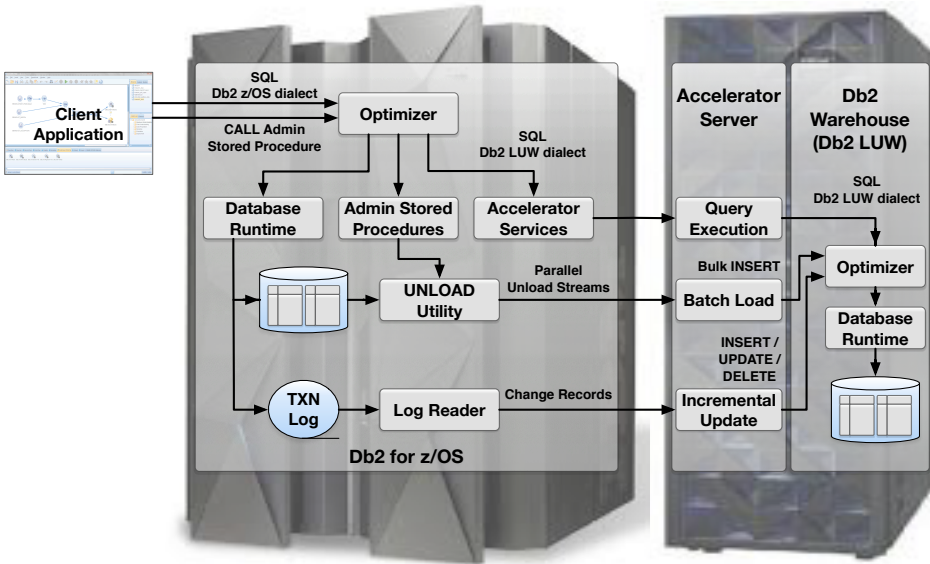 Client
Application
SQL
Db2 z/OS dialect
CALL Admin
Stored Procedure
Optimizer
SQL
Db2 LUW dialect
Database
Runtime
Admin Stored
Procedures
Accelerator
Services
UNLOAD
Utility
Parallel
Unload Streams
TXN
Log
Log Reader
Change Records
Db2 for z/OS
Accelerator
Server
Query
Execution
Bulk INSERT
Batch Load
INSERT /
UPDATE /
DELETE
Incremental
Update
Db2
Warehouse
(Db2 LUW)
SQL
Db2 LUW dialect
Optimizer
Database
Runtime